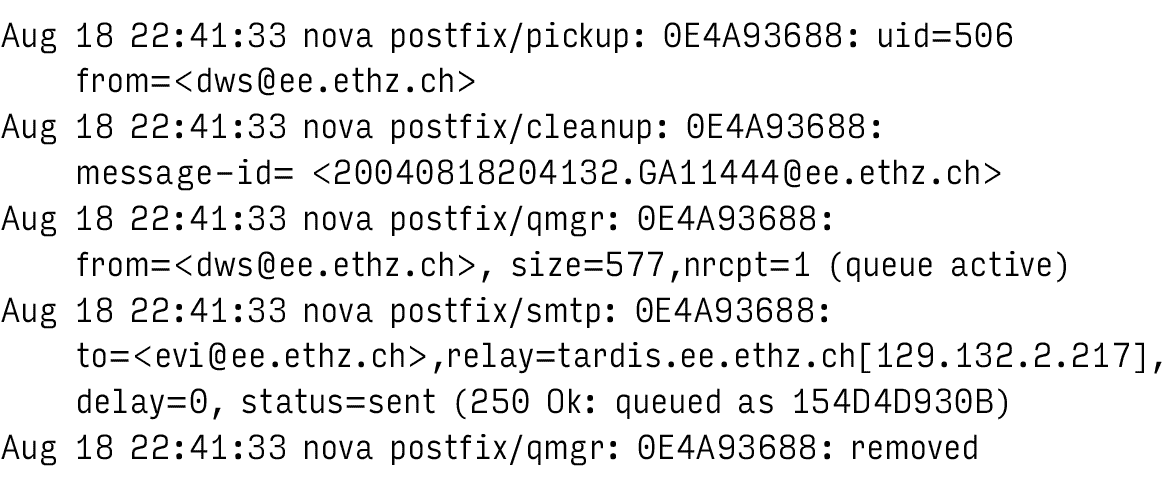 Aug 18 22:41:33 nova postfix/pickup: 0E4A93688: uid=506
from=<dws@ee.ethz.ch>
Aug 18 22:41:33 nova postfix/cleanup: 0E4A93688:
message-id= <20040818204132.GA11444@ee.ethz.ch>
Aug 18 22:41:33 nova postfix/qmgr: 0E4A93688:
from=<dws@ee.ethz.ch>, size=577,nrcpt=1 (queue active)
Aug 18 22:41:33 nova postfix/smtp: 0E4A93688:
to=<evi@ee.ethz.ch>,relay=tardis.ee.ethz.ch[129.132.2.217],
delay=0, status=sent (250 Ok: queued as 154D4D930B)
Aug 18 22:41:33 nova postfix/qmgr: 0E4A93688: removed